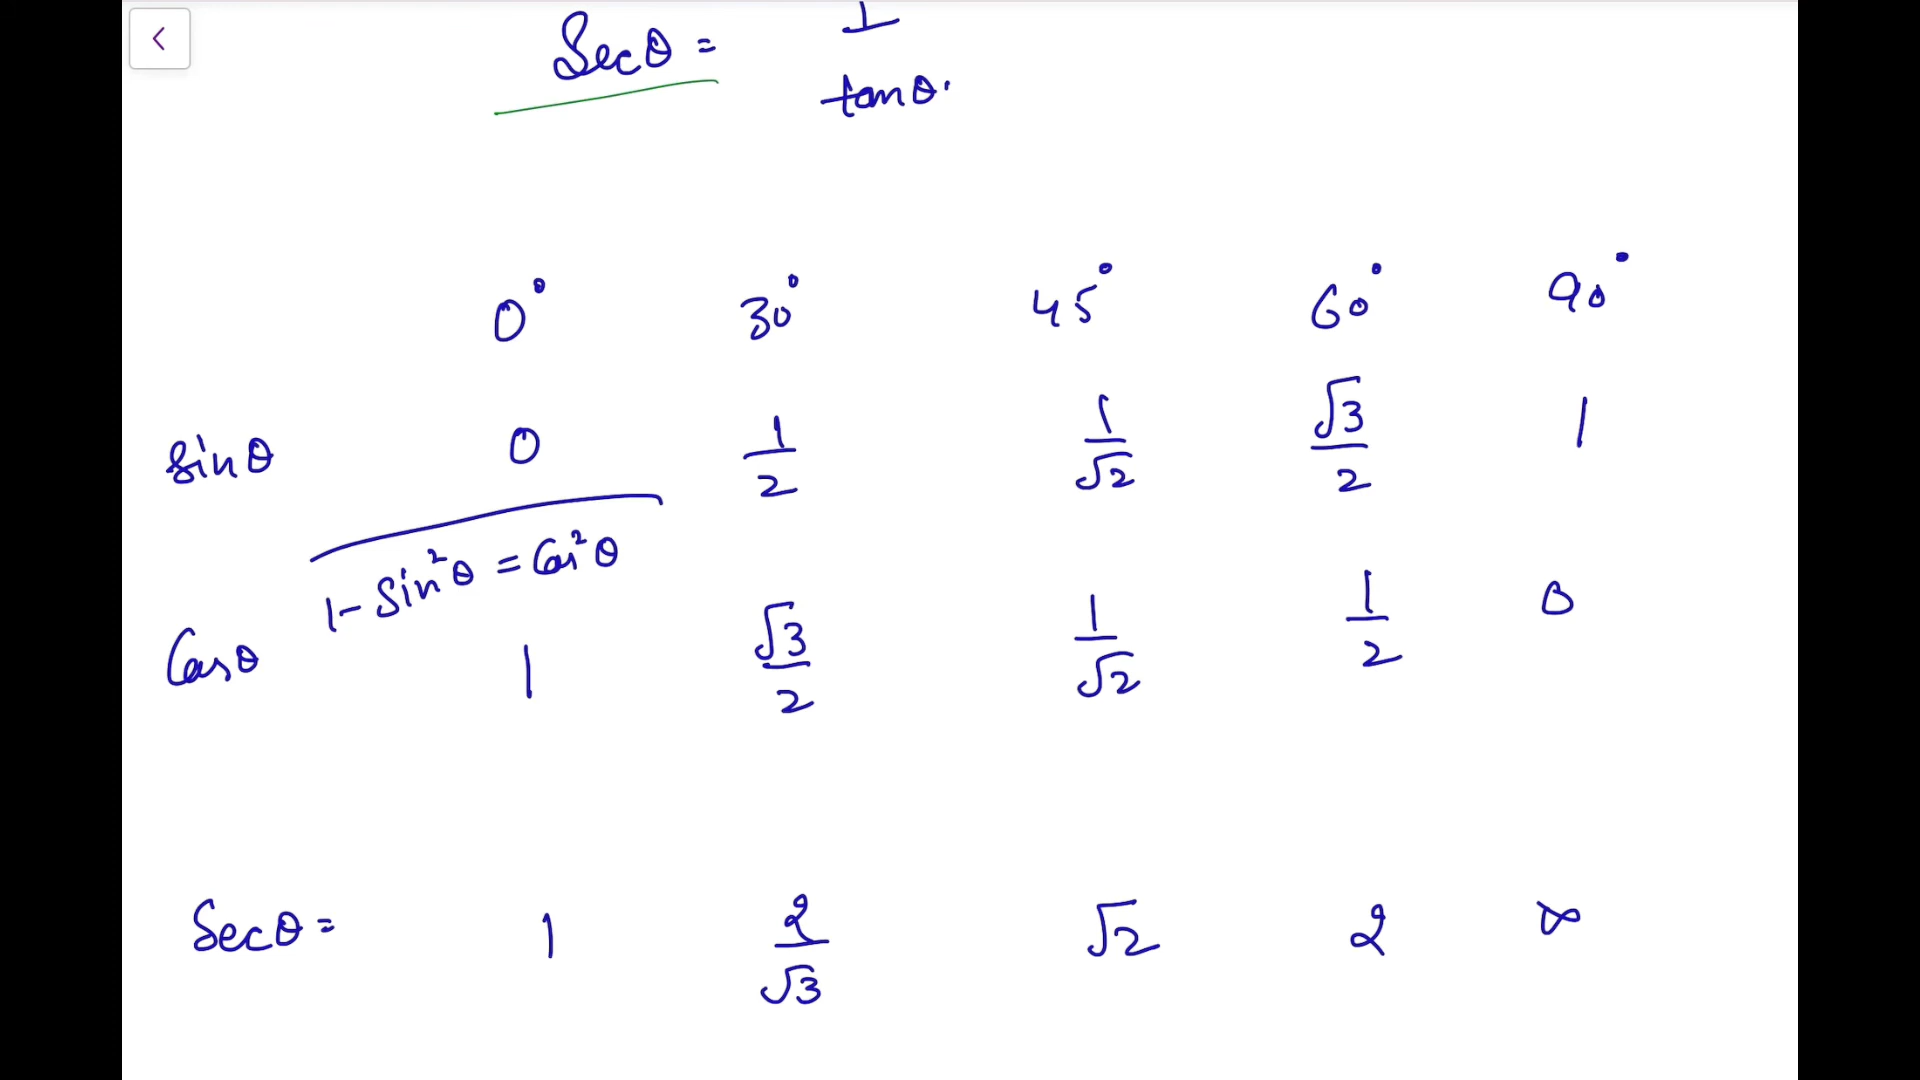 Secθ = 1/tanθ.
0° 30° 45° 60° 90°
sinθ 0 1/2 1/√2 √3/2 1
1-Sin²θ = Cos²θ
Cosθ 1 √3/2 1/√2 1/2 0
Secθ = 1 2/√3 √2 2 ∞